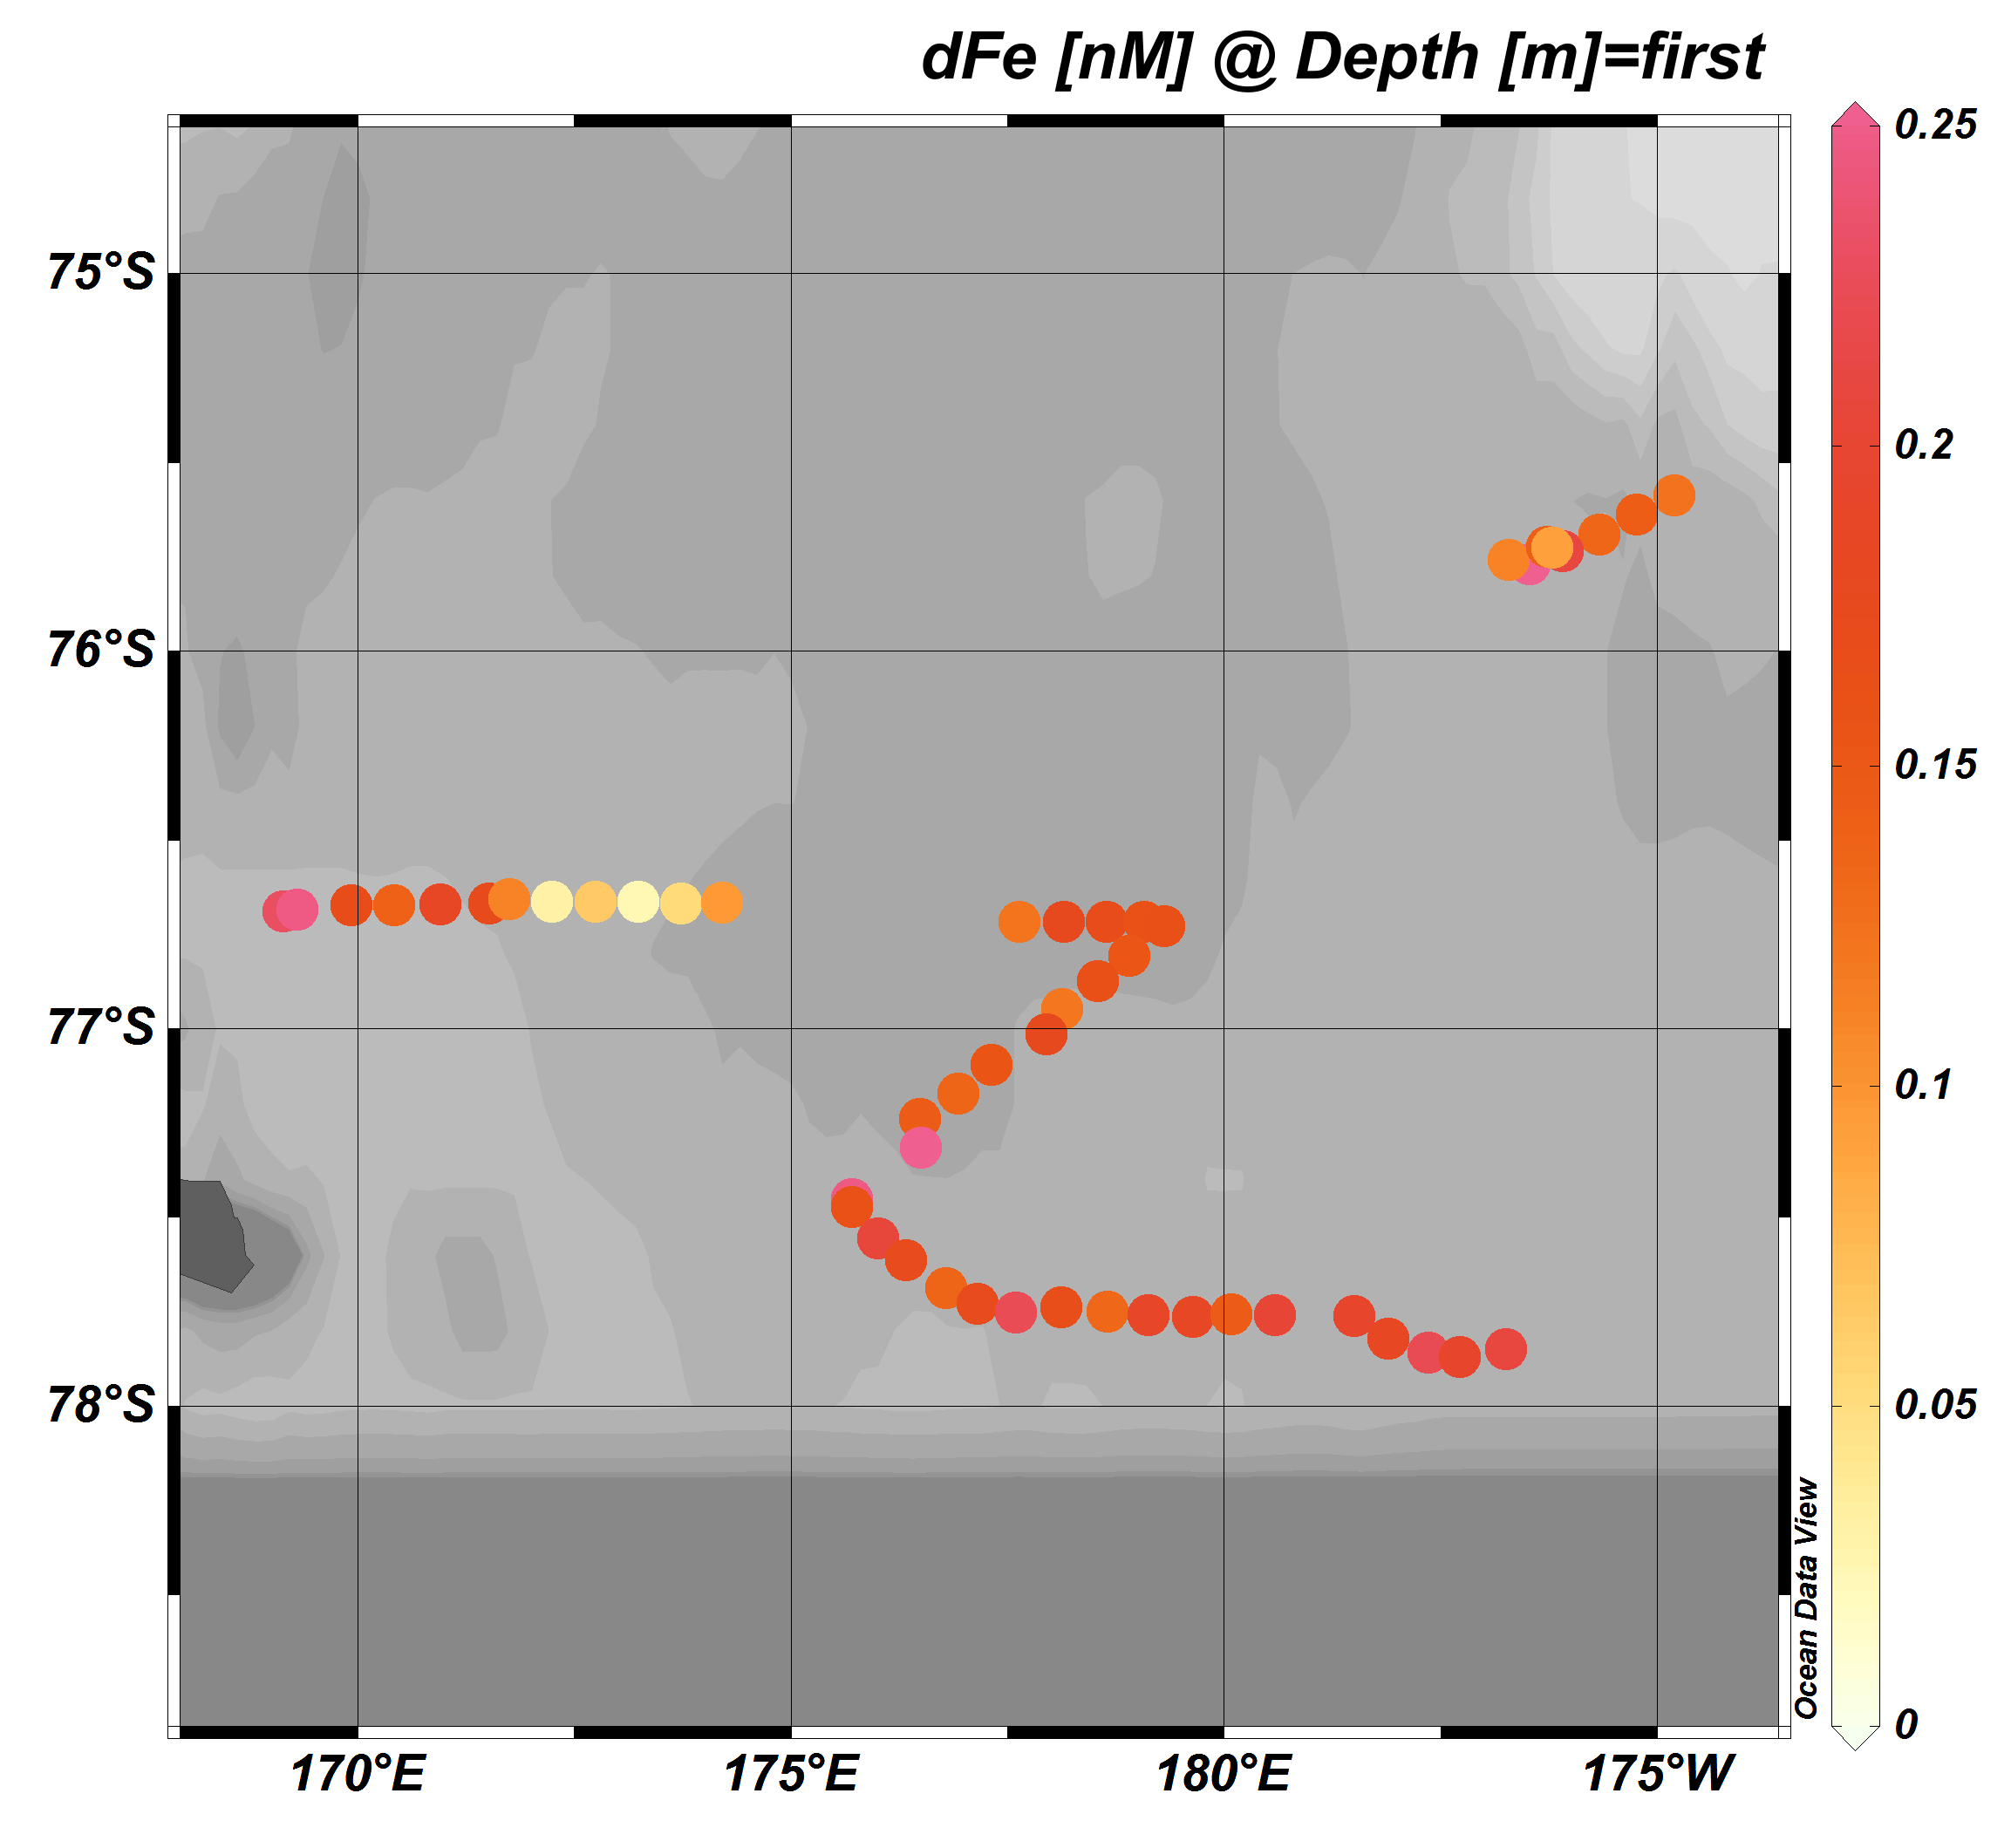 dFe [nM] @ Depth [m]=first
75°S
76°S
77°S
78°S
170°E
175°E
180°E
175°W
0.25
0.2
0.15
0.1
0.05
0
Ocean Data View